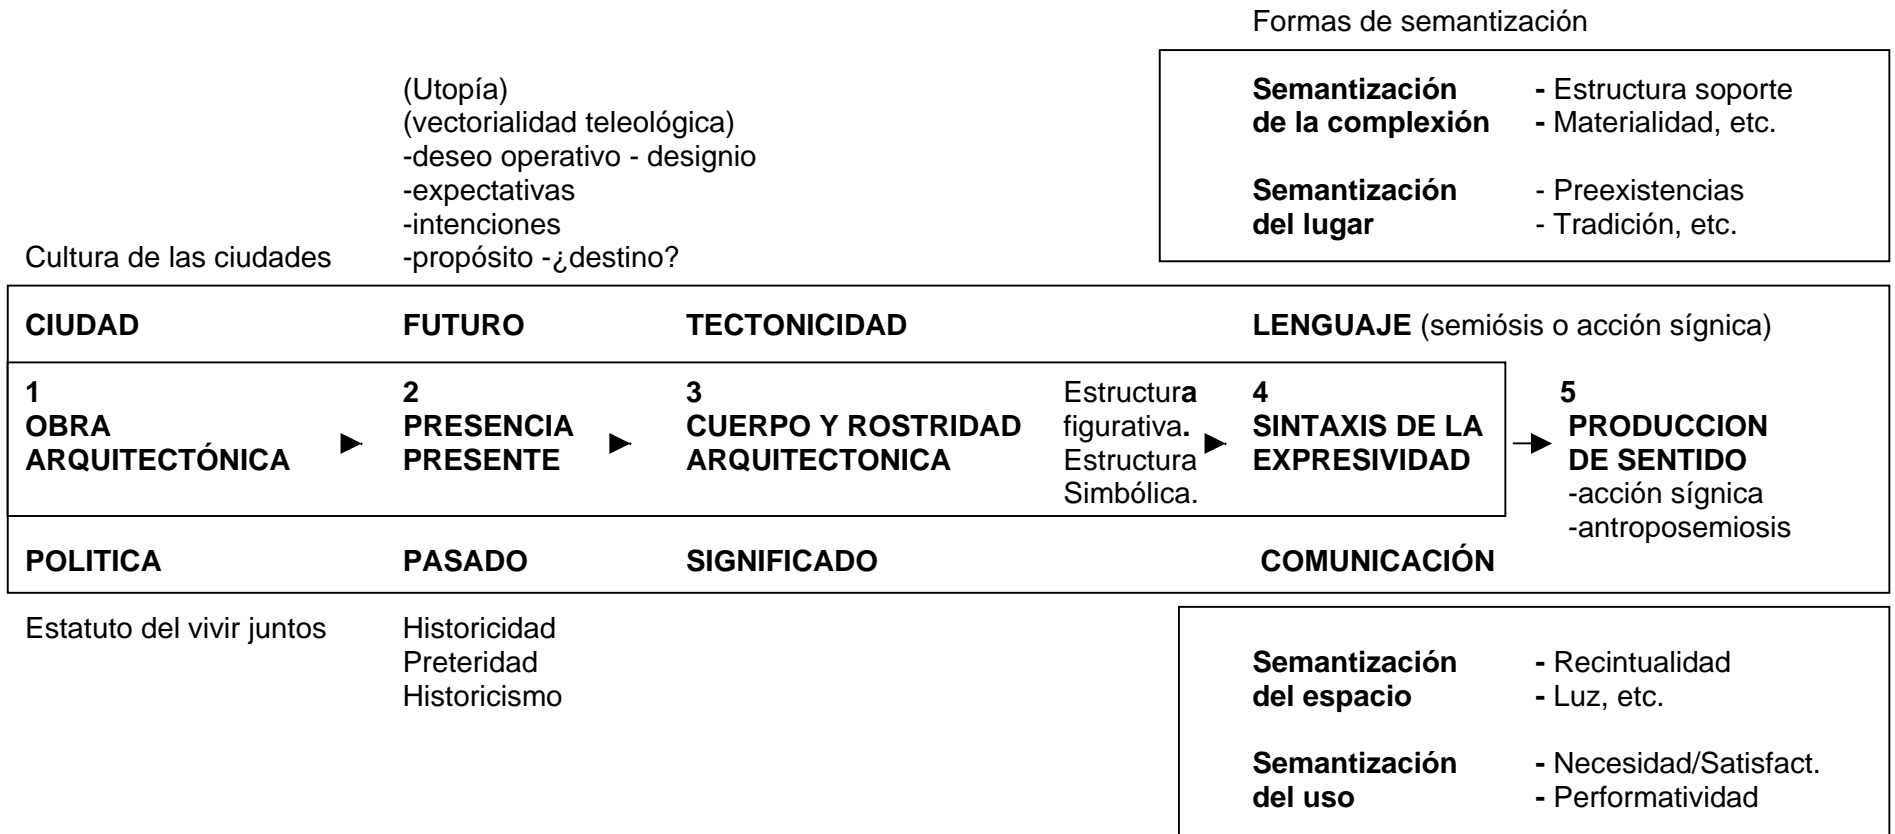 Formas de semantización
(Utopía)
(vectorialidad teleológica)
-deseo operativo - designio
-expectativas
-intenciones
-propósito -¿destino?
Cultura de las ciudades
Semantización - Estructura soporte
de la complexión - Materialidad, etc.
Semantización - Preexistencias
del lugar - Tradición, etc.
CIUDAD FUTURO TECTONICIDAD LENGUAJE (semiósis o acción sígnica)
1
OBRA
ARQUITECTÓNICA
2
PRESENCIA
PRESENTE
3
CUERPO Y ROSTRIDAD
ARQUITECTONICA
Estructura
figurativa.
Estructura
Simbólica.
4
SINTAXIS DE LA
EXPRESIVIDAD
5
PRODUCCION
DE SENTIDO
-acción sígnica
-antroposemiosis
POLITICA PASADO SIGNIFICADO COMUNICACIÓN
Estatuto del vivir juntos
Historicidad
Preteridad
Historicismo
Semantización - Recintualidad
del espacio - Luz, etc.
Semantización - Necesidad/Satisfact.
del uso - Performatividad